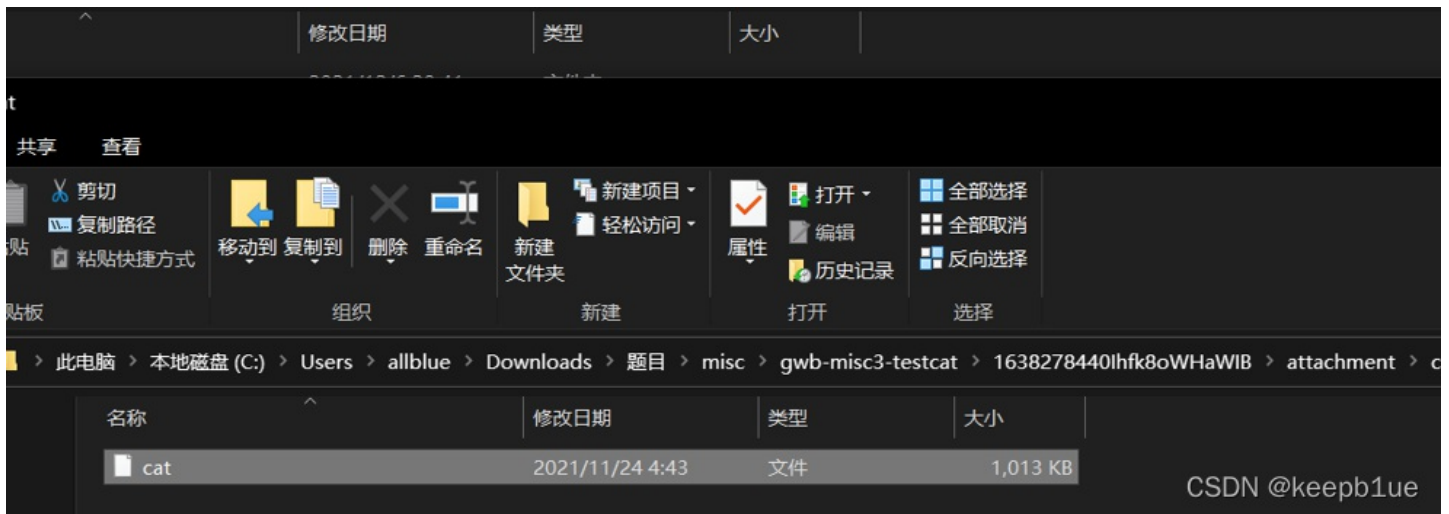 修改日期 类型 大小
共享 查看
剪切
复制路径
粘贴快捷方式
移动到 复制到 删除 重命名
新建文件夹
新建项目
轻松访问
属性
打开
编辑
历史记录
全部选择
全部取消
反向选择
组织 新建 打开 选择
此电脑 > 本地磁盘 (C:) > Users > allblue > Downloads > 题目 > misc > gwb-misc3-testcat > 1638278440Ihfk8oWHaWIB > attachment > c
名称 修改日期 类型 大小
cat 2021/11/24 4:43 文件 1,013 KB
CSDN @keepb1ue